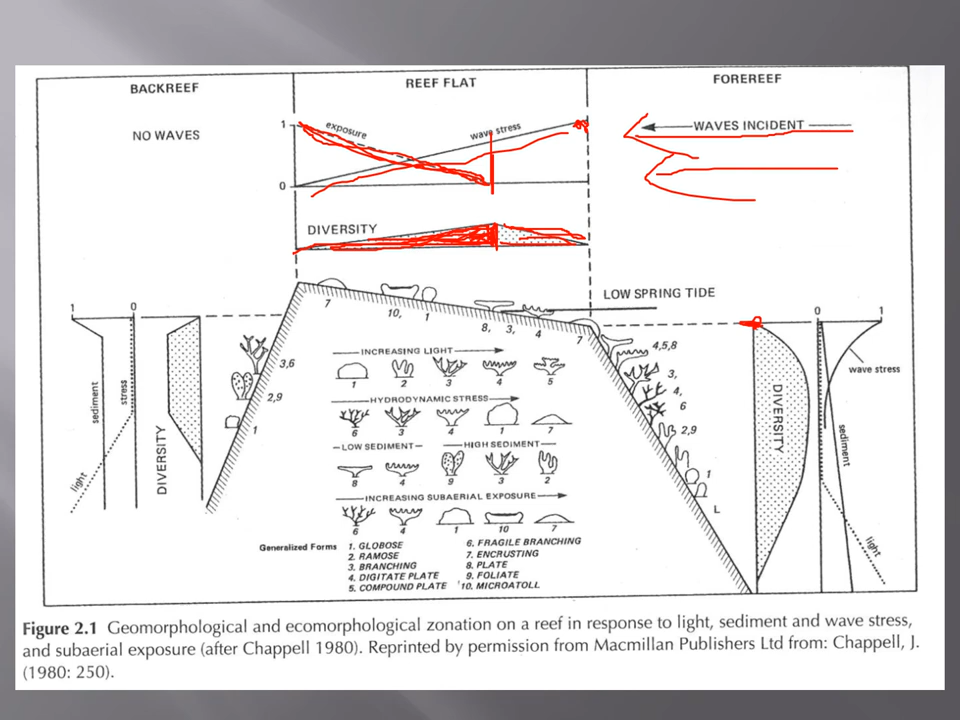 BACKREEF
REEF FLAT
FOREREEF
NO WAVES
1
exposure
wave stress
WAVES INCIDENT
0
DIVERSITY
LOW SPRING TIDE
1 0
0 1
7
10, 1
8, 3, 4
7
3,6
2,9
1
4,5,8
3,
4,
6
2,9
1
L
sediment
stress
light
DIVERSITY
DIVERSITY
wave stress
sediment
light
INCREASING LIGHT
1 2 3 4 5
HYDRODYNAMIC STRESS
6 3 4 1 7
LOW SEDIMENT HIGH SEDIMENT
8 4 9 3 2
INCREASING SUBAERIAL EXPOSURE
6 4 1 10 7
Generalized Forms 1. GLOBOSE 6. FRAGILE BRANCHING
2. RAMOSE 7. ENCRUSTING
3. BRANCHING 8. PLATE
4. DIGITATE PLATE 9. FOLIATE
5. COMPOUND PLATE 10. MICROATOLL
Figure 2.1 Geomorphological and ecomorphological zonation on a reef in response to light, sediment and wave stress,
and subaerial exposure (after Chappell 1980). Reprinted by permission from Macmillan Publishers Ltd from: Chappell, J.
(1980: 250).